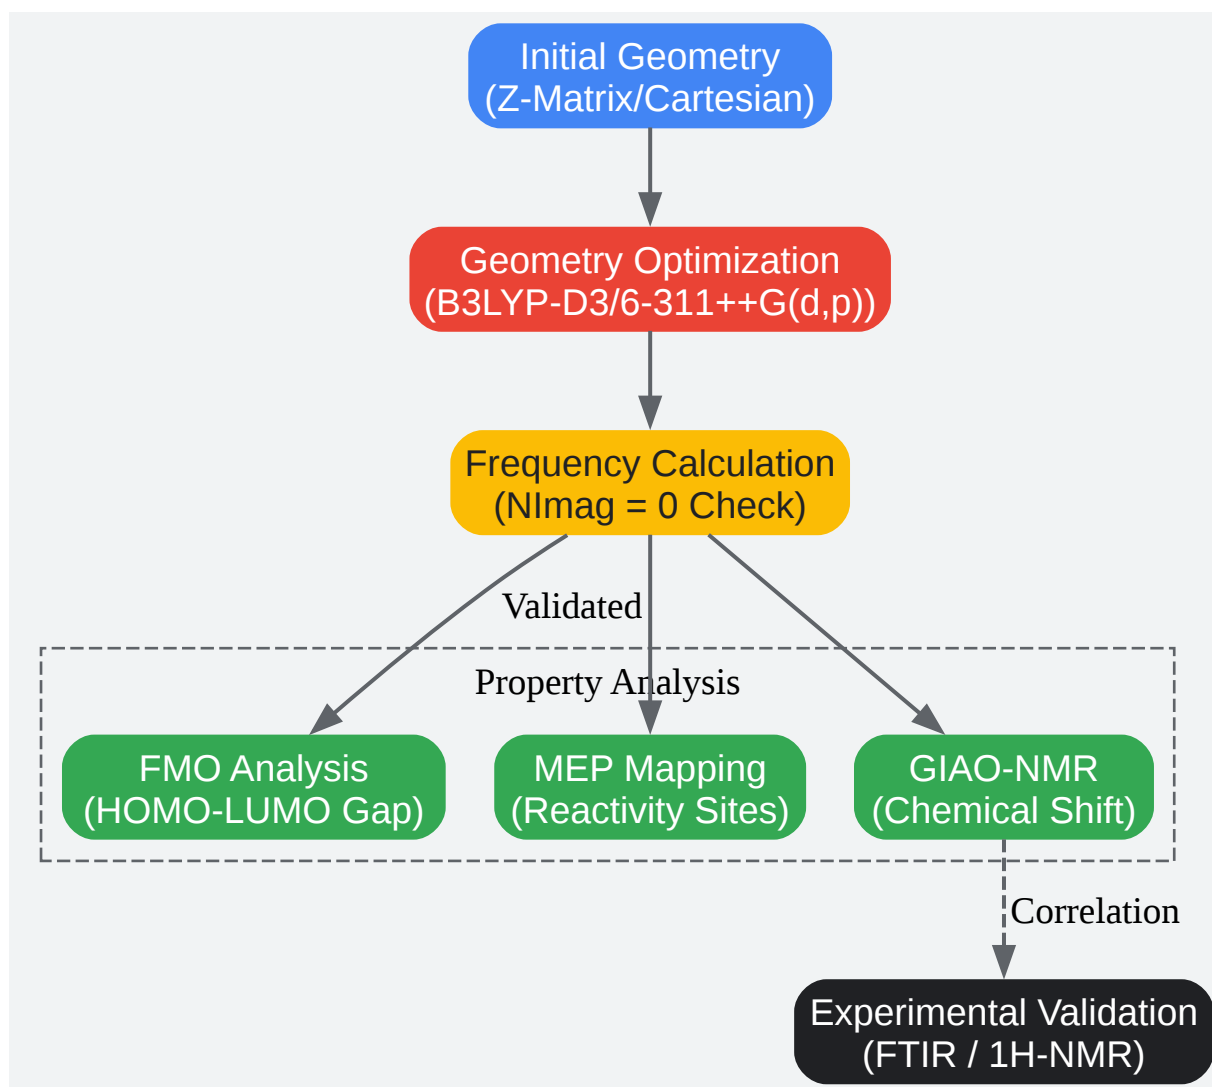 Initial Geometry
(Z-Matrix/Cartesian)
Geometry Optimization
(B3LYP-D3/6-311++G(d,p))
Frequency Calculation
(NImag = 0 Check)
Validated
Property Analysis
FMO Analysis
(HOMO-LUMO Gap)
MEP Mapping
(Reactivity Sites)
GIAO-NMR
(Chemical Shift)
Correlation
Experimental Validation
(FTIR / 1H-NMR)